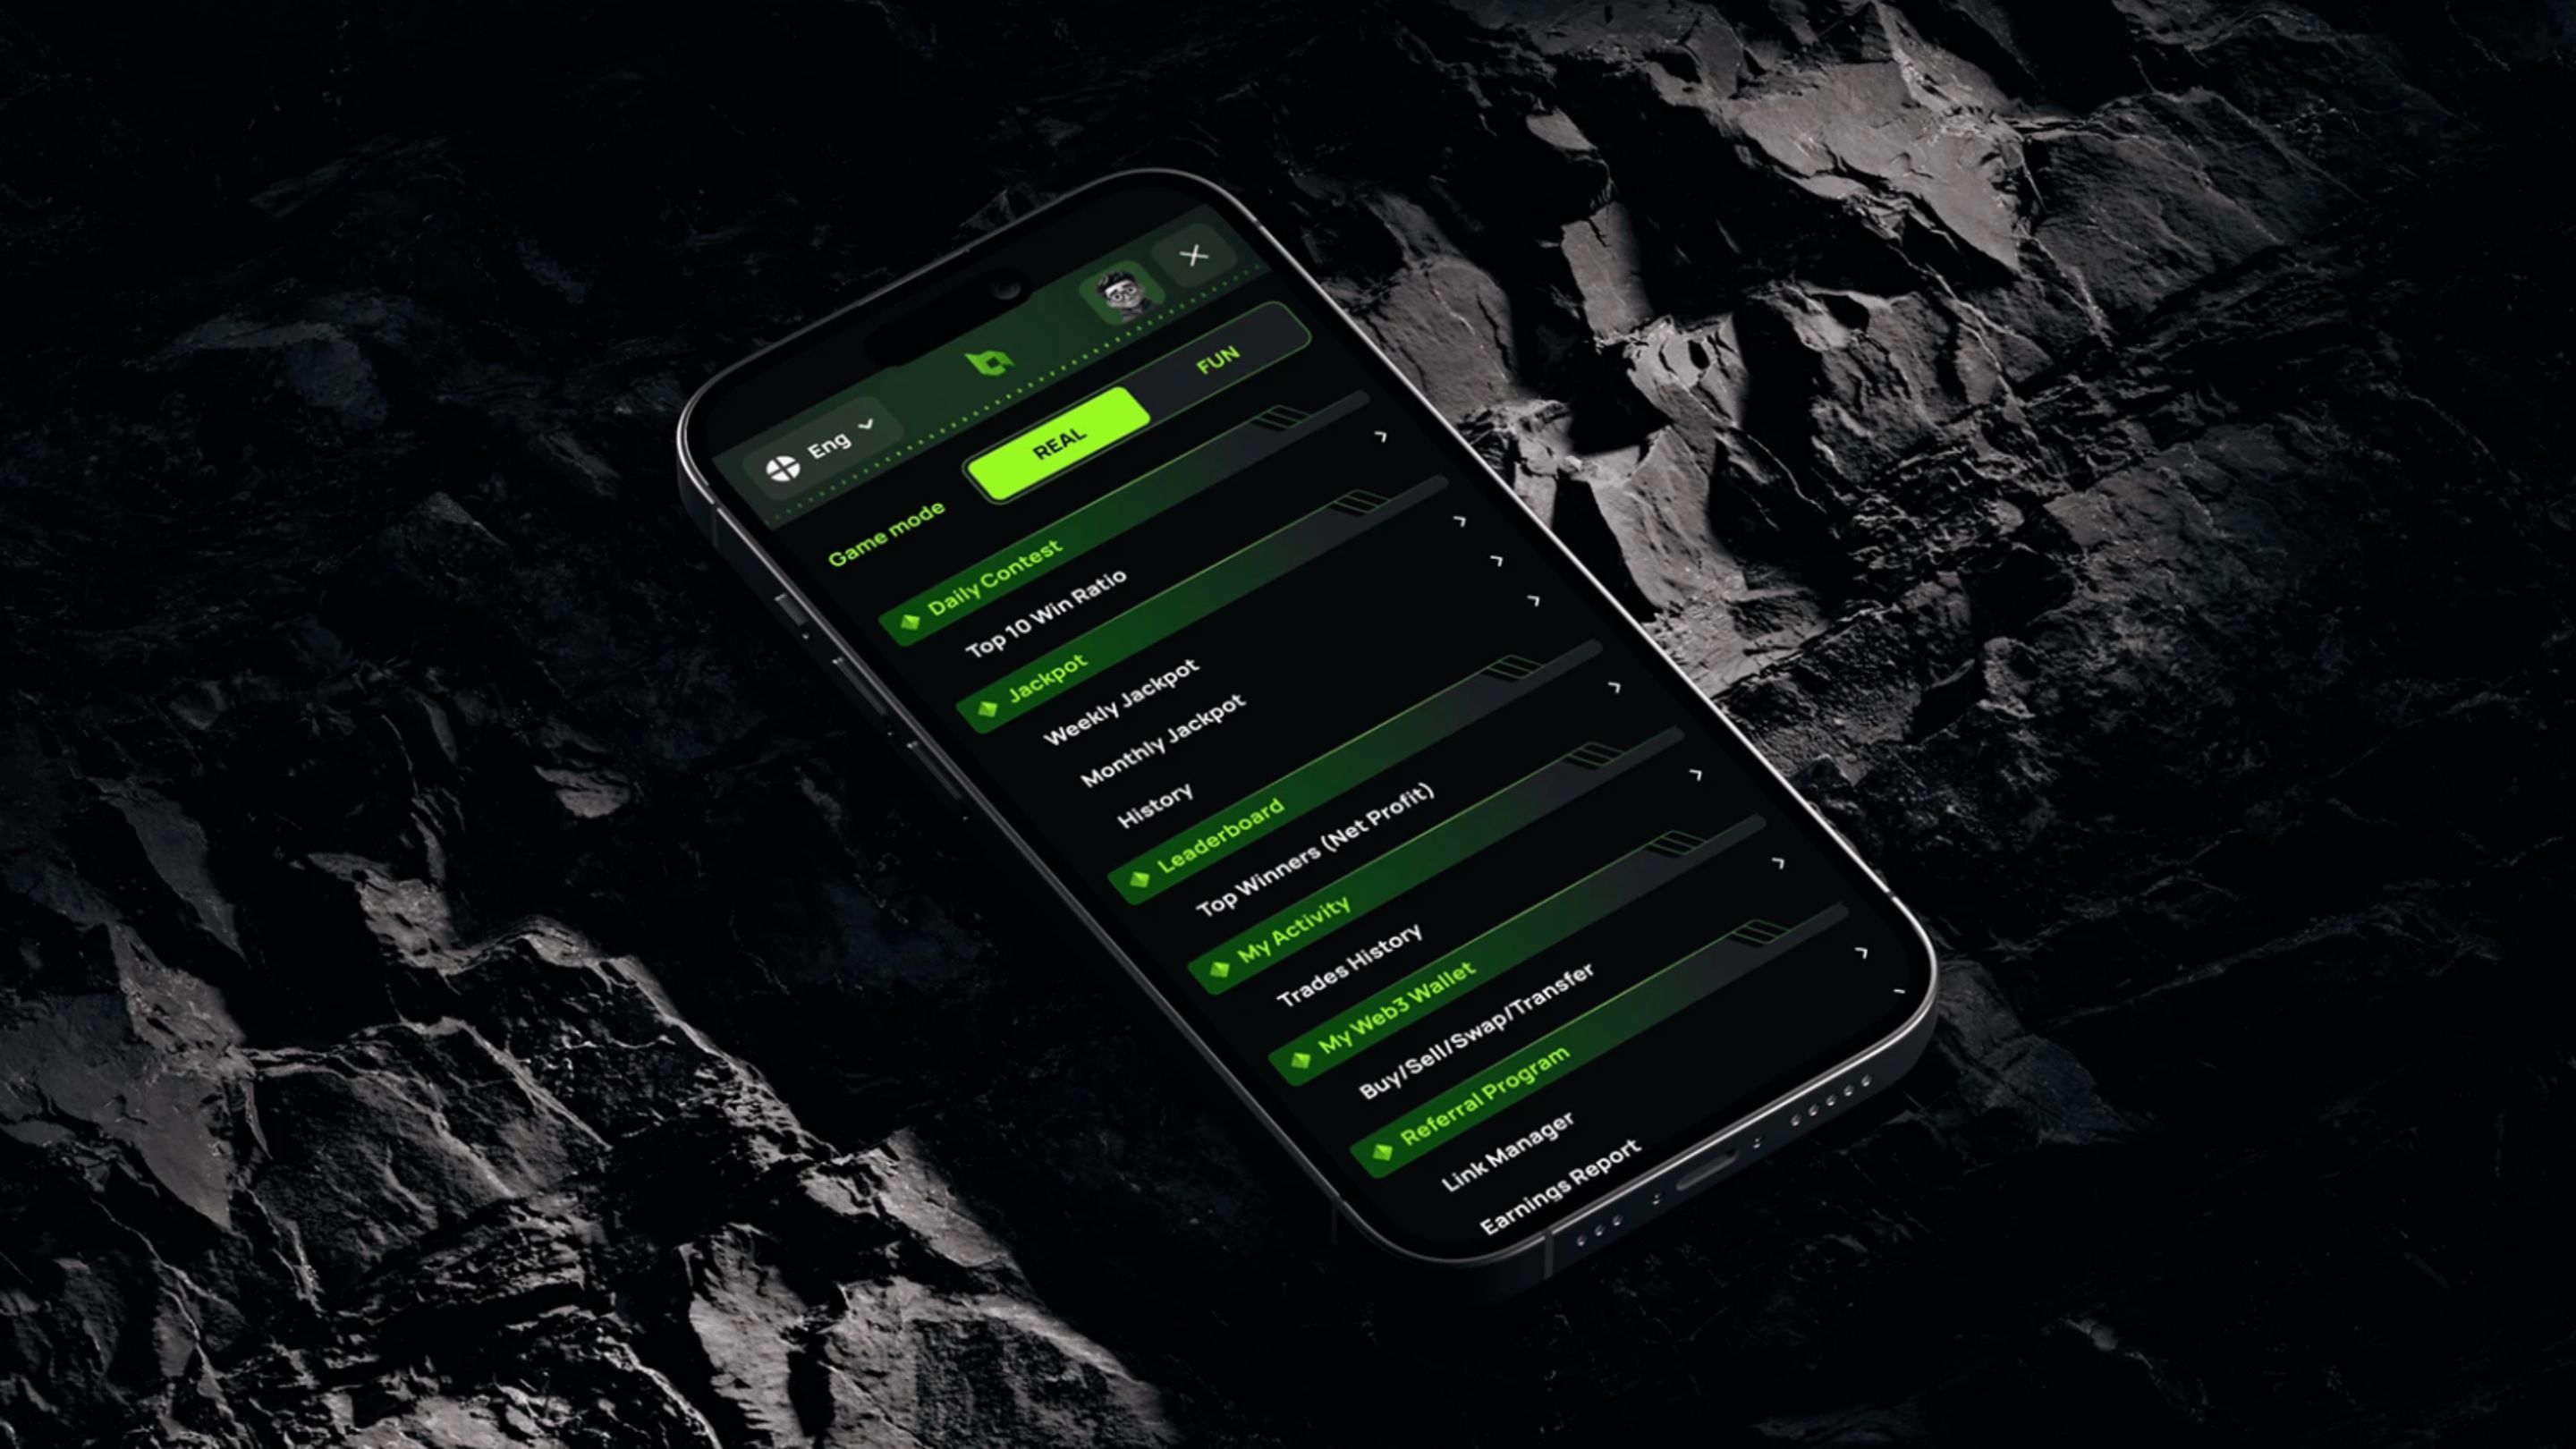 Eng
Game mode
REAL
FUN
Daily Contest
Top 10 Win Ratio
Jackpot
Weekly Jackpot
Monthly Jackpot
History
Leaderboard
Top Winners (Net Profit)
My Activity
Trades History
My Web3 Wallet
Buy/Sell/Swap/Transfer
Referral Program
Link Manager
Earnings Report